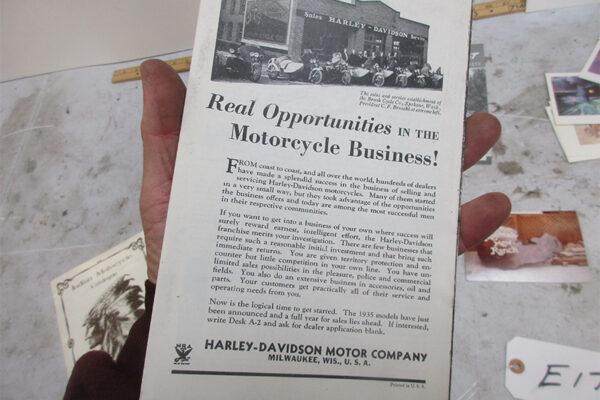 Sales HARLEY-DAVIDSON Service
The sales and service establishment of
the Brush Cycle Co., Spokane, Wash.
President C. F. Brush at extreme left.
Real Opportunities IN THE
Motorcycle Business!
FROM coast to coast, and all over the world, hundreds of dealers
have made a splendid success in the business of selling and
servicing Harley-Davidson motorcycles. Many of them started
in a very small way, but they took advantage of the opportunities
the business offers and today are among the most successful men
in their respective communities.
If you want to get into a business of your own where success will
surely reward earnest, intelligent effort, the Harley-Davidson
franchise merits your investigation. There are few businesses that
require such a reasonable initial investment and that bring such
immediate returns. You are given territory protection and en-
counter but little competition in your own line. You have un-
limited sales possibilities in the pleasure, police and commercial
fields. You also do an extensive business in accessories, oil and
parts. Your customers get practically all of their service and
operating needs from you.
Now is the logical time to get started. The 1935 models have just
been announced and a full year for sales lies ahead. If interested,
write Desk A-2 and ask for dealer application blank.
NRA
HARLEY-DAVIDSON MOTOR COMPANY
MILWAUKEE, WIS., U. S. A.
Printed in U. S. A.
Indian Motorcycle
E17